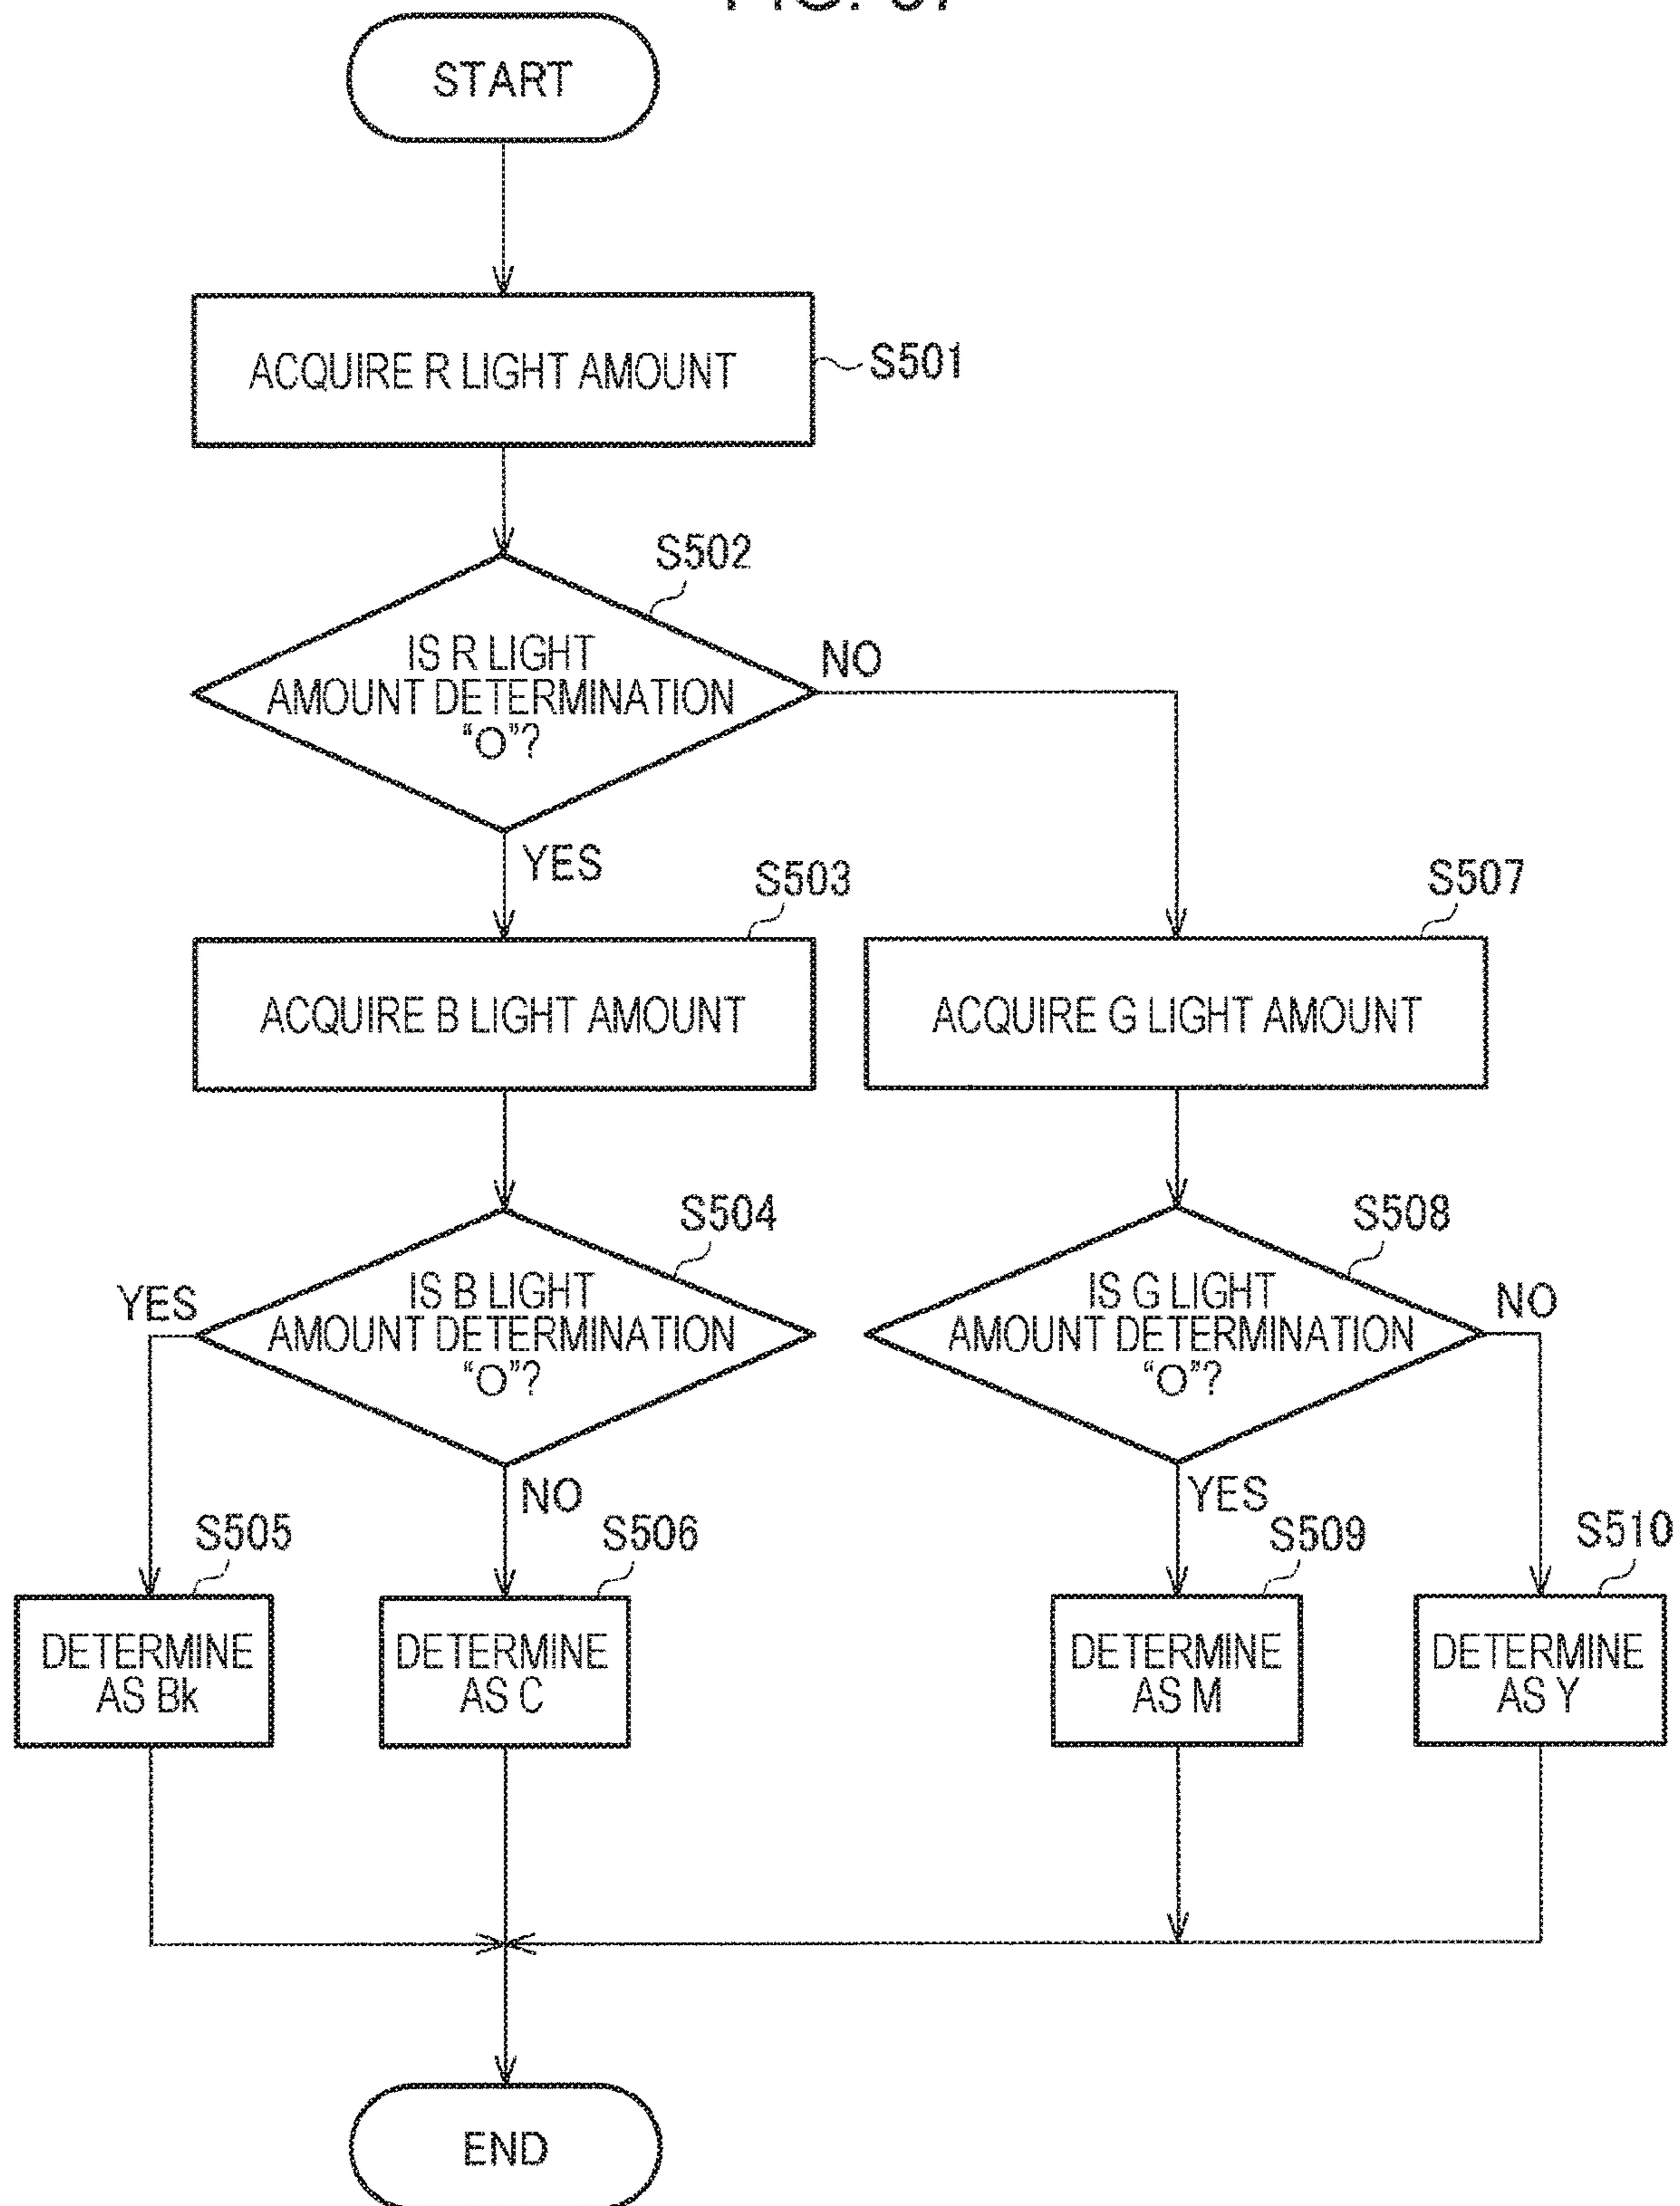 START
ACQUIRE R LIGHT AMOUNT
S501
S502
IS R LIGHT
AMOUNT DETERMINATION
“O”?
NO
YES
S503
ACQUIRE B LIGHT AMOUNT
S507
ACQUIRE G LIGHT AMOUNT
S504
IS B LIGHT
AMOUNT DETERMINATION
“O”?
YES
NO
S508
IS G LIGHT
AMOUNT DETERMINATION
“O”?
NO
YES
S505
DETERMINE
AS Bk
S506
DETERMINE
AS C
S509
DETERMINE
AS M
S510
DETERMINE
AS Y
END